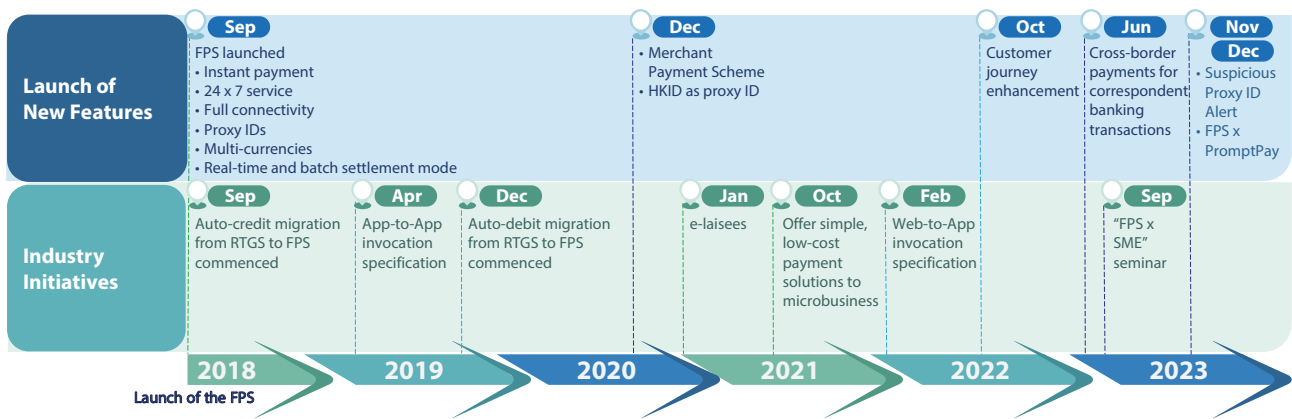 Launch of
New Features
Sep
FPS launched
• Instant payment
• 24 x 7 service
• Full connectivity
• Proxy IDs
• Multi-currencies
• Real-time and batch settlement mode
Dec
• Merchant
Payment Scheme
• HKID as proxy ID
Oct
Customer
journey
enhancement
Jun
Cross-border
payments for
correspondent
banking
transactions
Nov
Dec
• Suspicious
Proxy ID
Alert
• FPS x
PromptPay
Industry
Initiatives
Sep
Auto-credit migration
from RTGS to FPS
commenced
Apr
App-to-App
invocation
specification
Dec
Auto-debit migration
from RTGS to FPS
commenced
Jan
e-laisees
Oct
Offer simple,
low-cost
payment
solutions to
microbusiness
Feb
Web-to-App
invocation
specification
Sep
“FPS x
SME”
seminar
2018
2019
2020
2021
2022
2023
Launch of the FPS